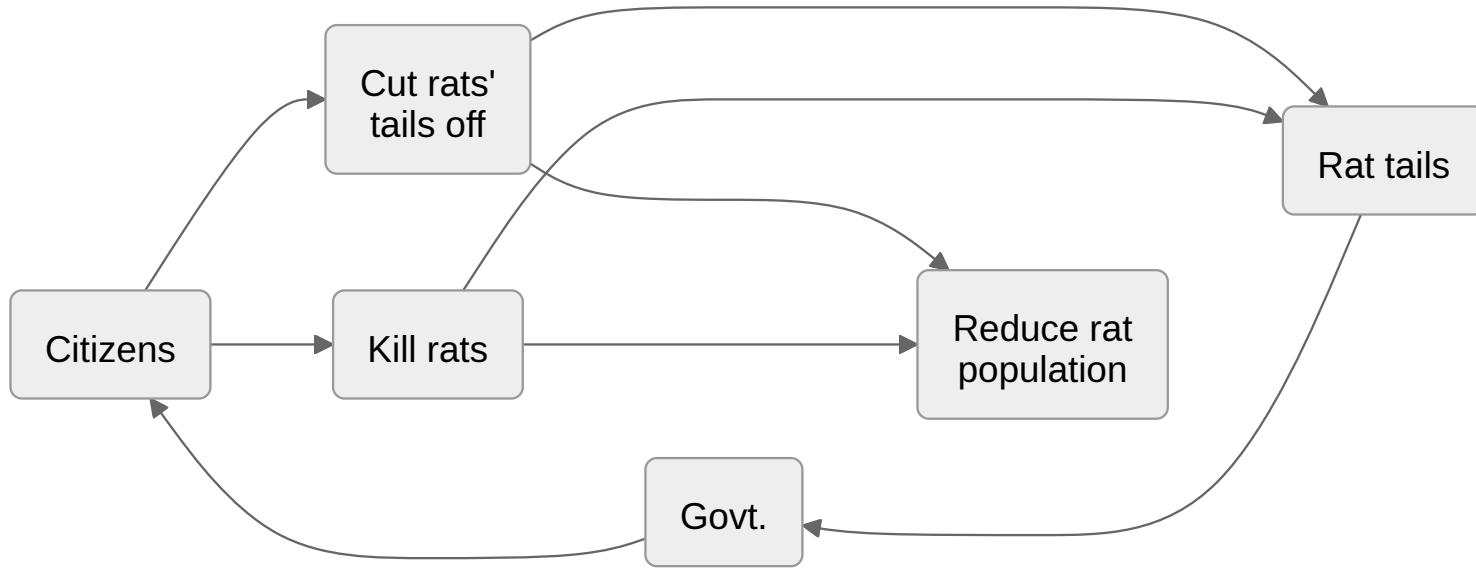 Cut rats'
tails off
Rat tails
Citizens
Kill rats
Reduce rat
population
Govt.